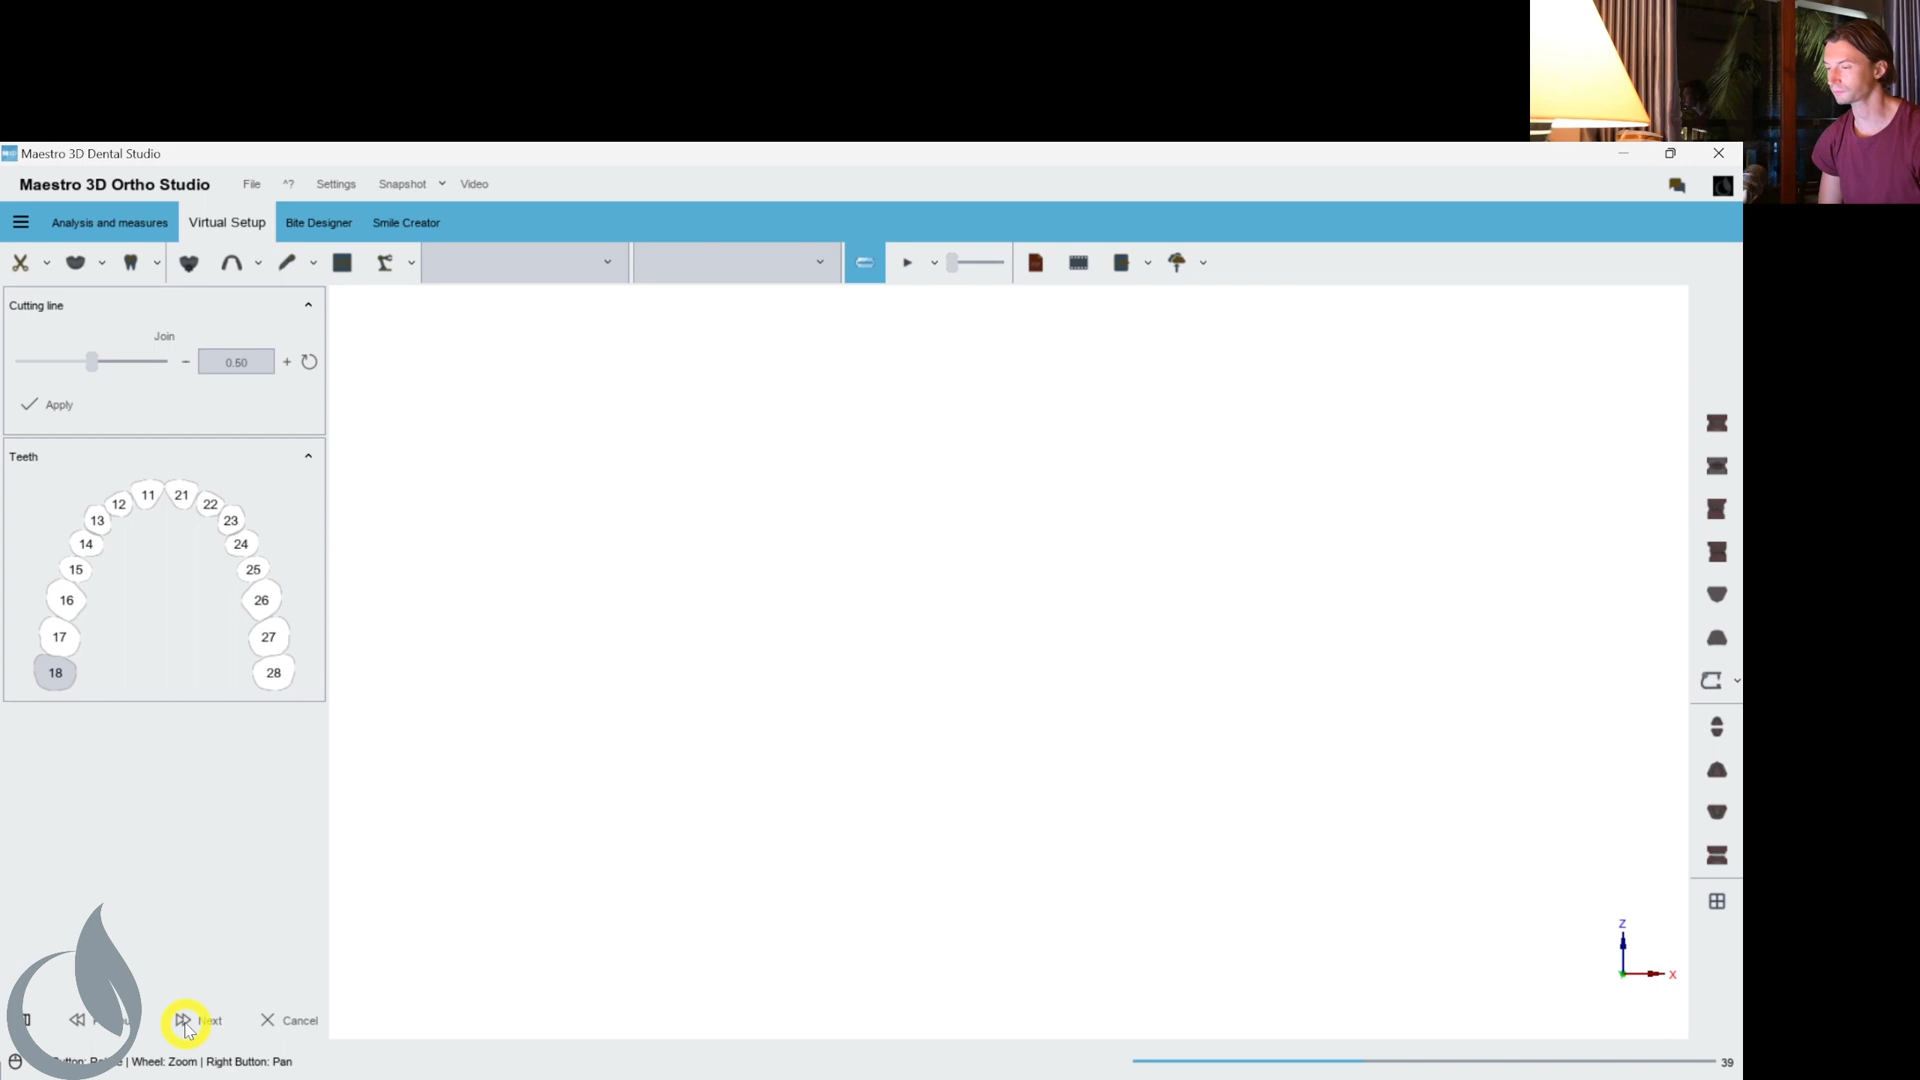 Maestro 3D Dental Studio
Maestro 3D Ortho Studio File ^? Settings Snapshot Video
Analysis and measures Virtual Setup Bite Designer Smile Creator
Cutting line
Join
- 0.50 +
Apply
Teeth
11 21
12 22
13 23
14 24
15 25
16 26
17 27
18 28
Z
X
Next Cancel
Wheel: Zoom | Right Button: Pan
39